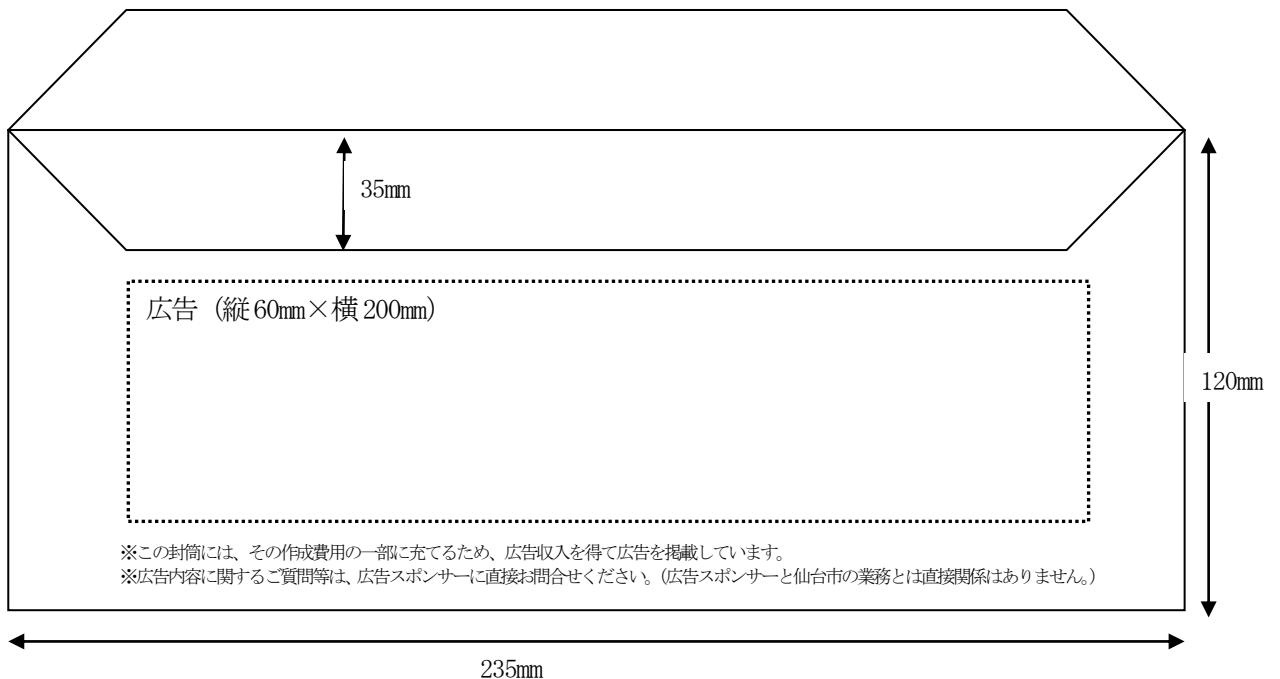 35mm
広告（縦60mm×横200mm）
120mm
※この封筒には、その作成費用の一部に充てるため、広告収入を得て広告を掲載しています。
※広告内容に関するご質問等は、広告スポンサーに直接お問合せください。（広告スポンサーと仙台市の業務とは直接関係はありません。）
235mm